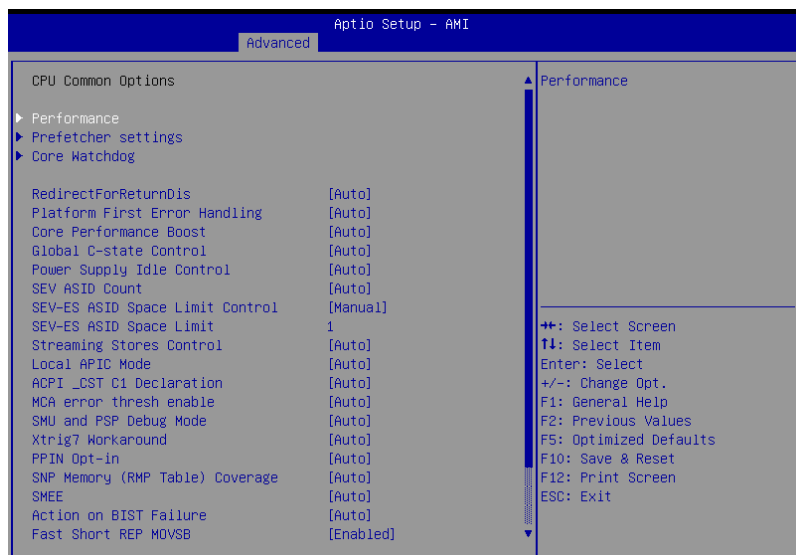 Aptio Setup - AMI
Advanced
CPU Common Options
Performance
Prefetcher settings
Core Watchdog
RedirectForReturnDis [Auto]
Platform First Error Handling [Auto]
Core Performance Boost [Auto]
Global C-state Control [Auto]
Power Supply Idle Control [Auto]
SEV ASID Count [Auto]
SEV-ES ASID Space Limit Control [Manual]
SEV-ES ASID Space Limit 1
Streaming Stores Control [Auto]
Local APIC Mode [Auto]
ACPI _CST C1 Declaration [Auto]
MCA error thresh enable [Auto]
SMU and PSP Debug Mode [Auto]
Xtrig7 Workaround [Auto]
PPIN Opt-in [Auto]
SNP Memory (RMP Table) Coverage [Auto]
SMEE [Auto]
Action on BIST Failure [Auto]
Fast Short REP MOVSB [Enabled]
Performance
→←: Select Screen
↑↓: Select Item
Enter: Select
+/-: Change Opt.
F1: General Help
F2: Previous Values
F5: Optimized Defaults
F10: Save & Reset
F12: Print Screen
ESC: Exit